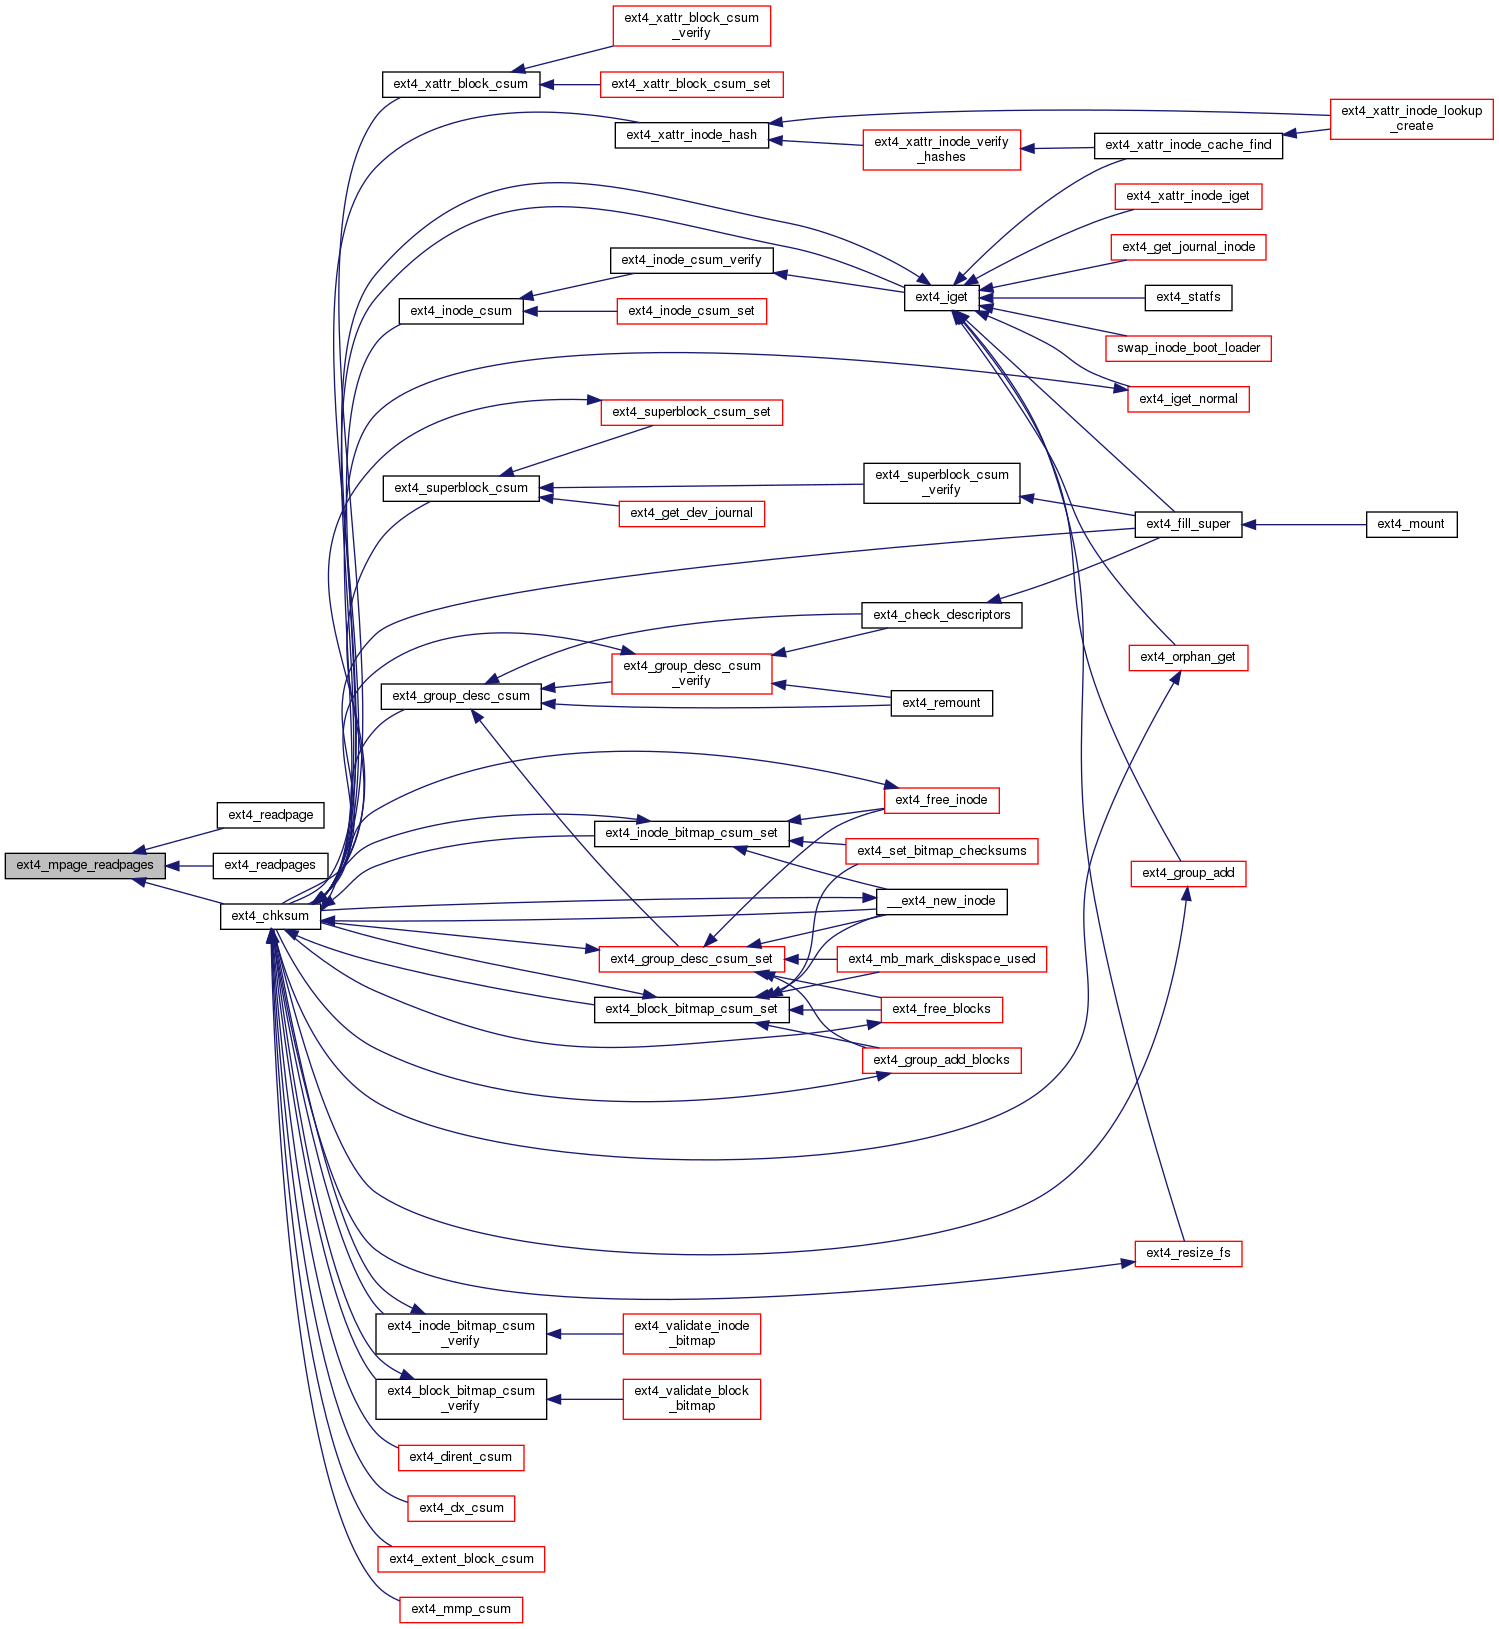 ext4_xattr_block_csum
_verify
ext4_xattr_block_csum
ext4_xattr_block_csum_set
ext4_xattr_inode_lookup
_create
ext4_xattr_inode_hash
ext4_xattr_inode_verify
_hashes
ext4_xattr_inode_cache_find
ext4_xattr_inode_iget
ext4_get_journal_inode
ext4_inode_csum_verify
ext4_iget
ext4_statfs
ext4_inode_csum
ext4_inode_csum_set
swap_inode_boot_loader
ext4_iget_normal
ext4_superblock_csum_set
ext4_superblock_csum
ext4_superblock_csum
_verify
ext4_get_dev_journal
ext4_fill_super
ext4_mount
ext4_check_descriptors
ext4_orphan_get
ext4_group_desc_csum
_verify
ext4_group_desc_csum
ext4_remount
ext4_free_inode
ext4_readpage
ext4_inode_bitmap_csum_set
ext4_set_bitmap_checksums
ext4_mpage_readpages
ext4_readpages
ext4_group_add
__ext4_new_inode
ext4_chksum
ext4_group_desc_csum_set
ext4_mb_mark_diskspace_used
ext4_block_bitmap_csum_set
ext4_free_blocks
ext4_group_add_blocks
ext4_resize_fs
ext4_inode_bitmap_csum
_verify
ext4_validate_inode
_bitmap
ext4_block_bitmap_csum
_verify
ext4_validate_block
_bitmap
ext4_dirent_csum
ext4_dx_csum
ext4_extent_block_csum
ext4_mmp_csum